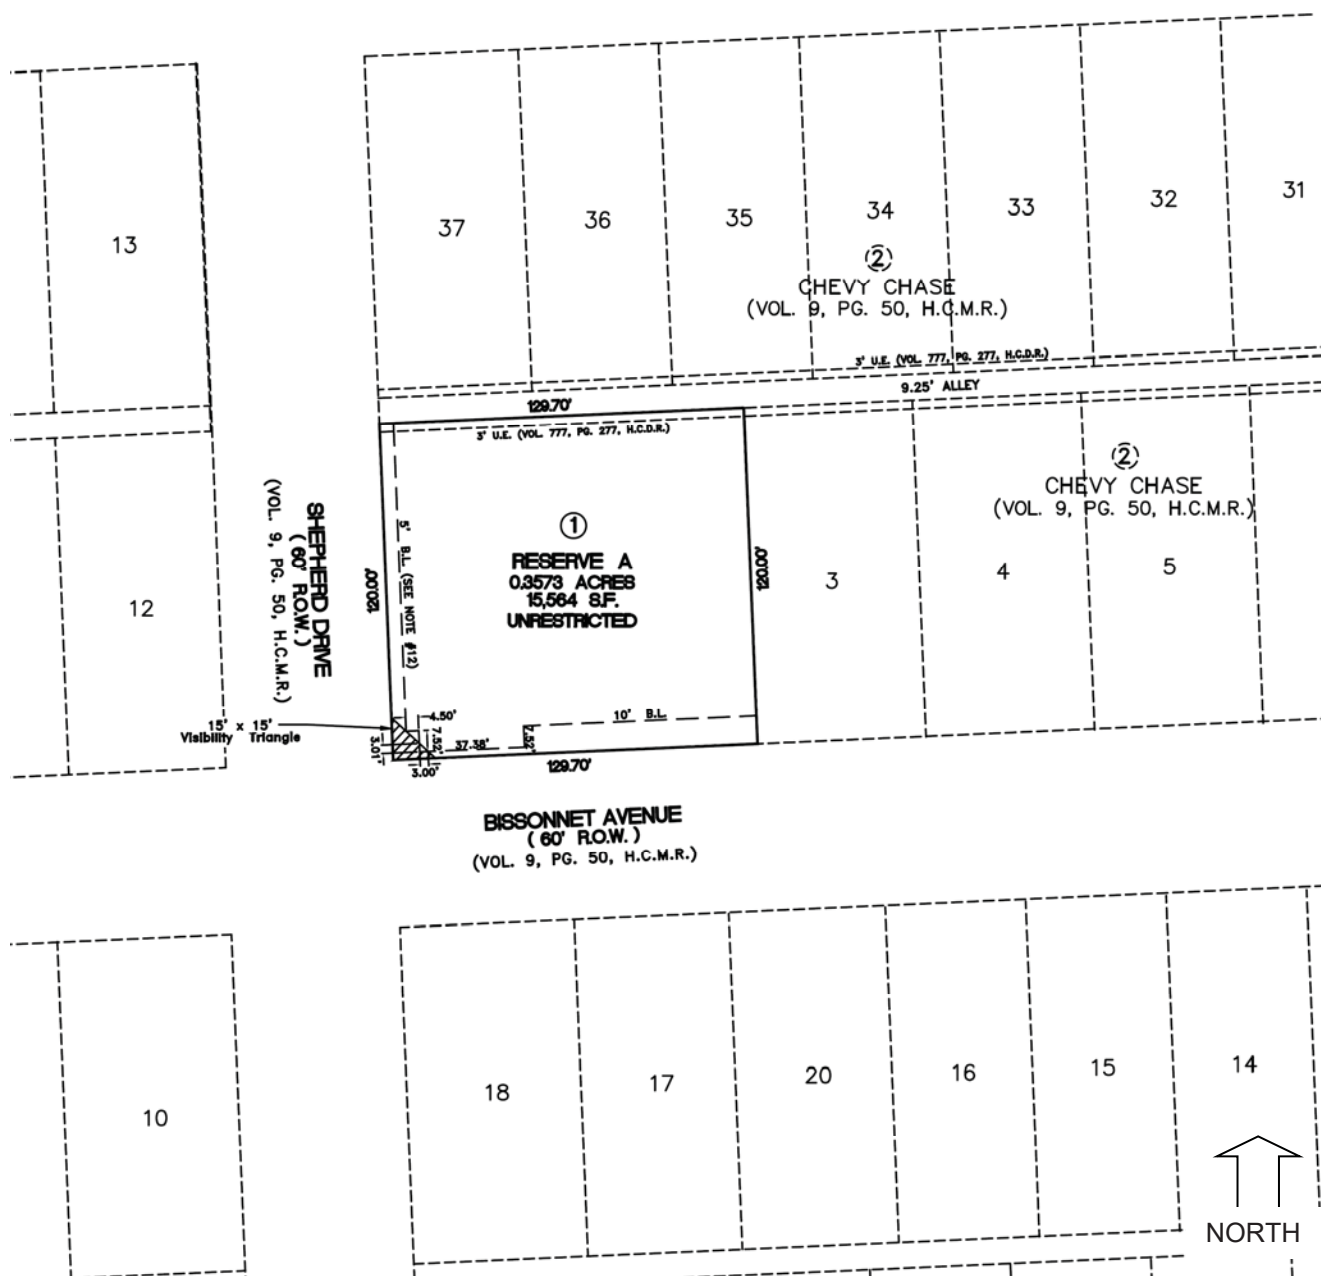 31
32
33
34
35
36
37
13
2
CHEVY CHASE
(VOL. 9, PG. 50, H.C.M.R.)
3' U.E. (VOL. 777, PG. 277, H.C.D.R.)
9.25' ALLEY
129.70'
3' U.E. (VOL. 777, PG. 277, H.C.D.R.)
2
CHEVY CHASE
(VOL. 9, PG. 50, H.C.M.R.)
SHEPHERD DRIVE
( 60' R.O.W. )
(VOL. 9, PG. 50, H.C.M.R.)
120.00'
5' B.L. (SEE NOTE #12)
1
RESERVE A
0.3573 ACRES
15,564 S.F.
UNRESTRICTED
120.00'
3
4
5
12
15' x 15'
Visibility Triangle
4.50'
7.52'
3.01'
3.00'
37.38'
7.52'
10' B.L.
129.70'
BISSONNET AVENUE
( 60' R.O.W. )
(VOL. 9, PG. 50, H.C.M.R.)
10
18
17
20
16
15
14
NORTH